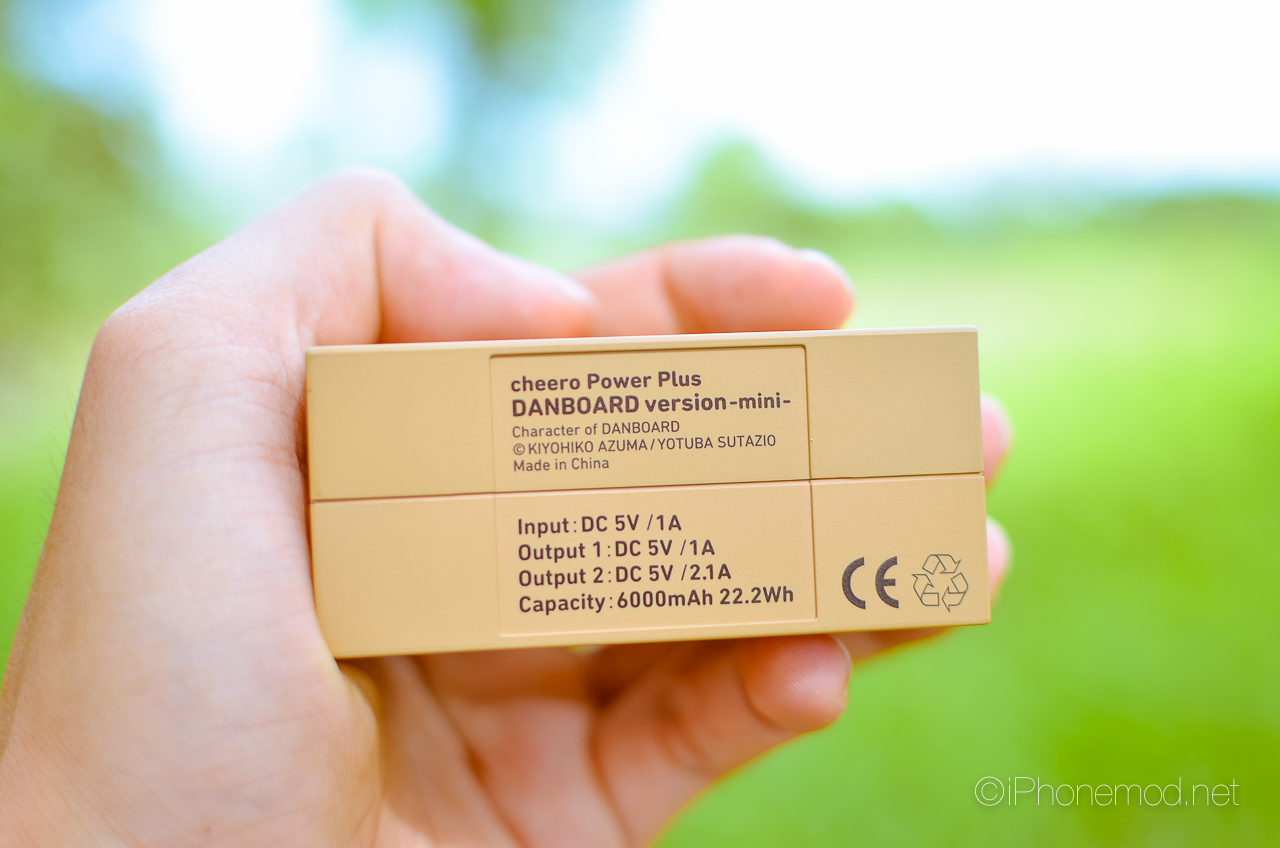 cheero Power Plus
DANBOARD version-mini-
Character of DANBOARD
©KIYOHIKO AZUMA/YOTUBA SUTAZIO
Made in China
Input:DC 5V /1A
Output 1:DC 5V /1A
Output 2:DC 5V /2.1A
Capacity:6000mAh 22.2Wh
CE
©iPhonemod.net